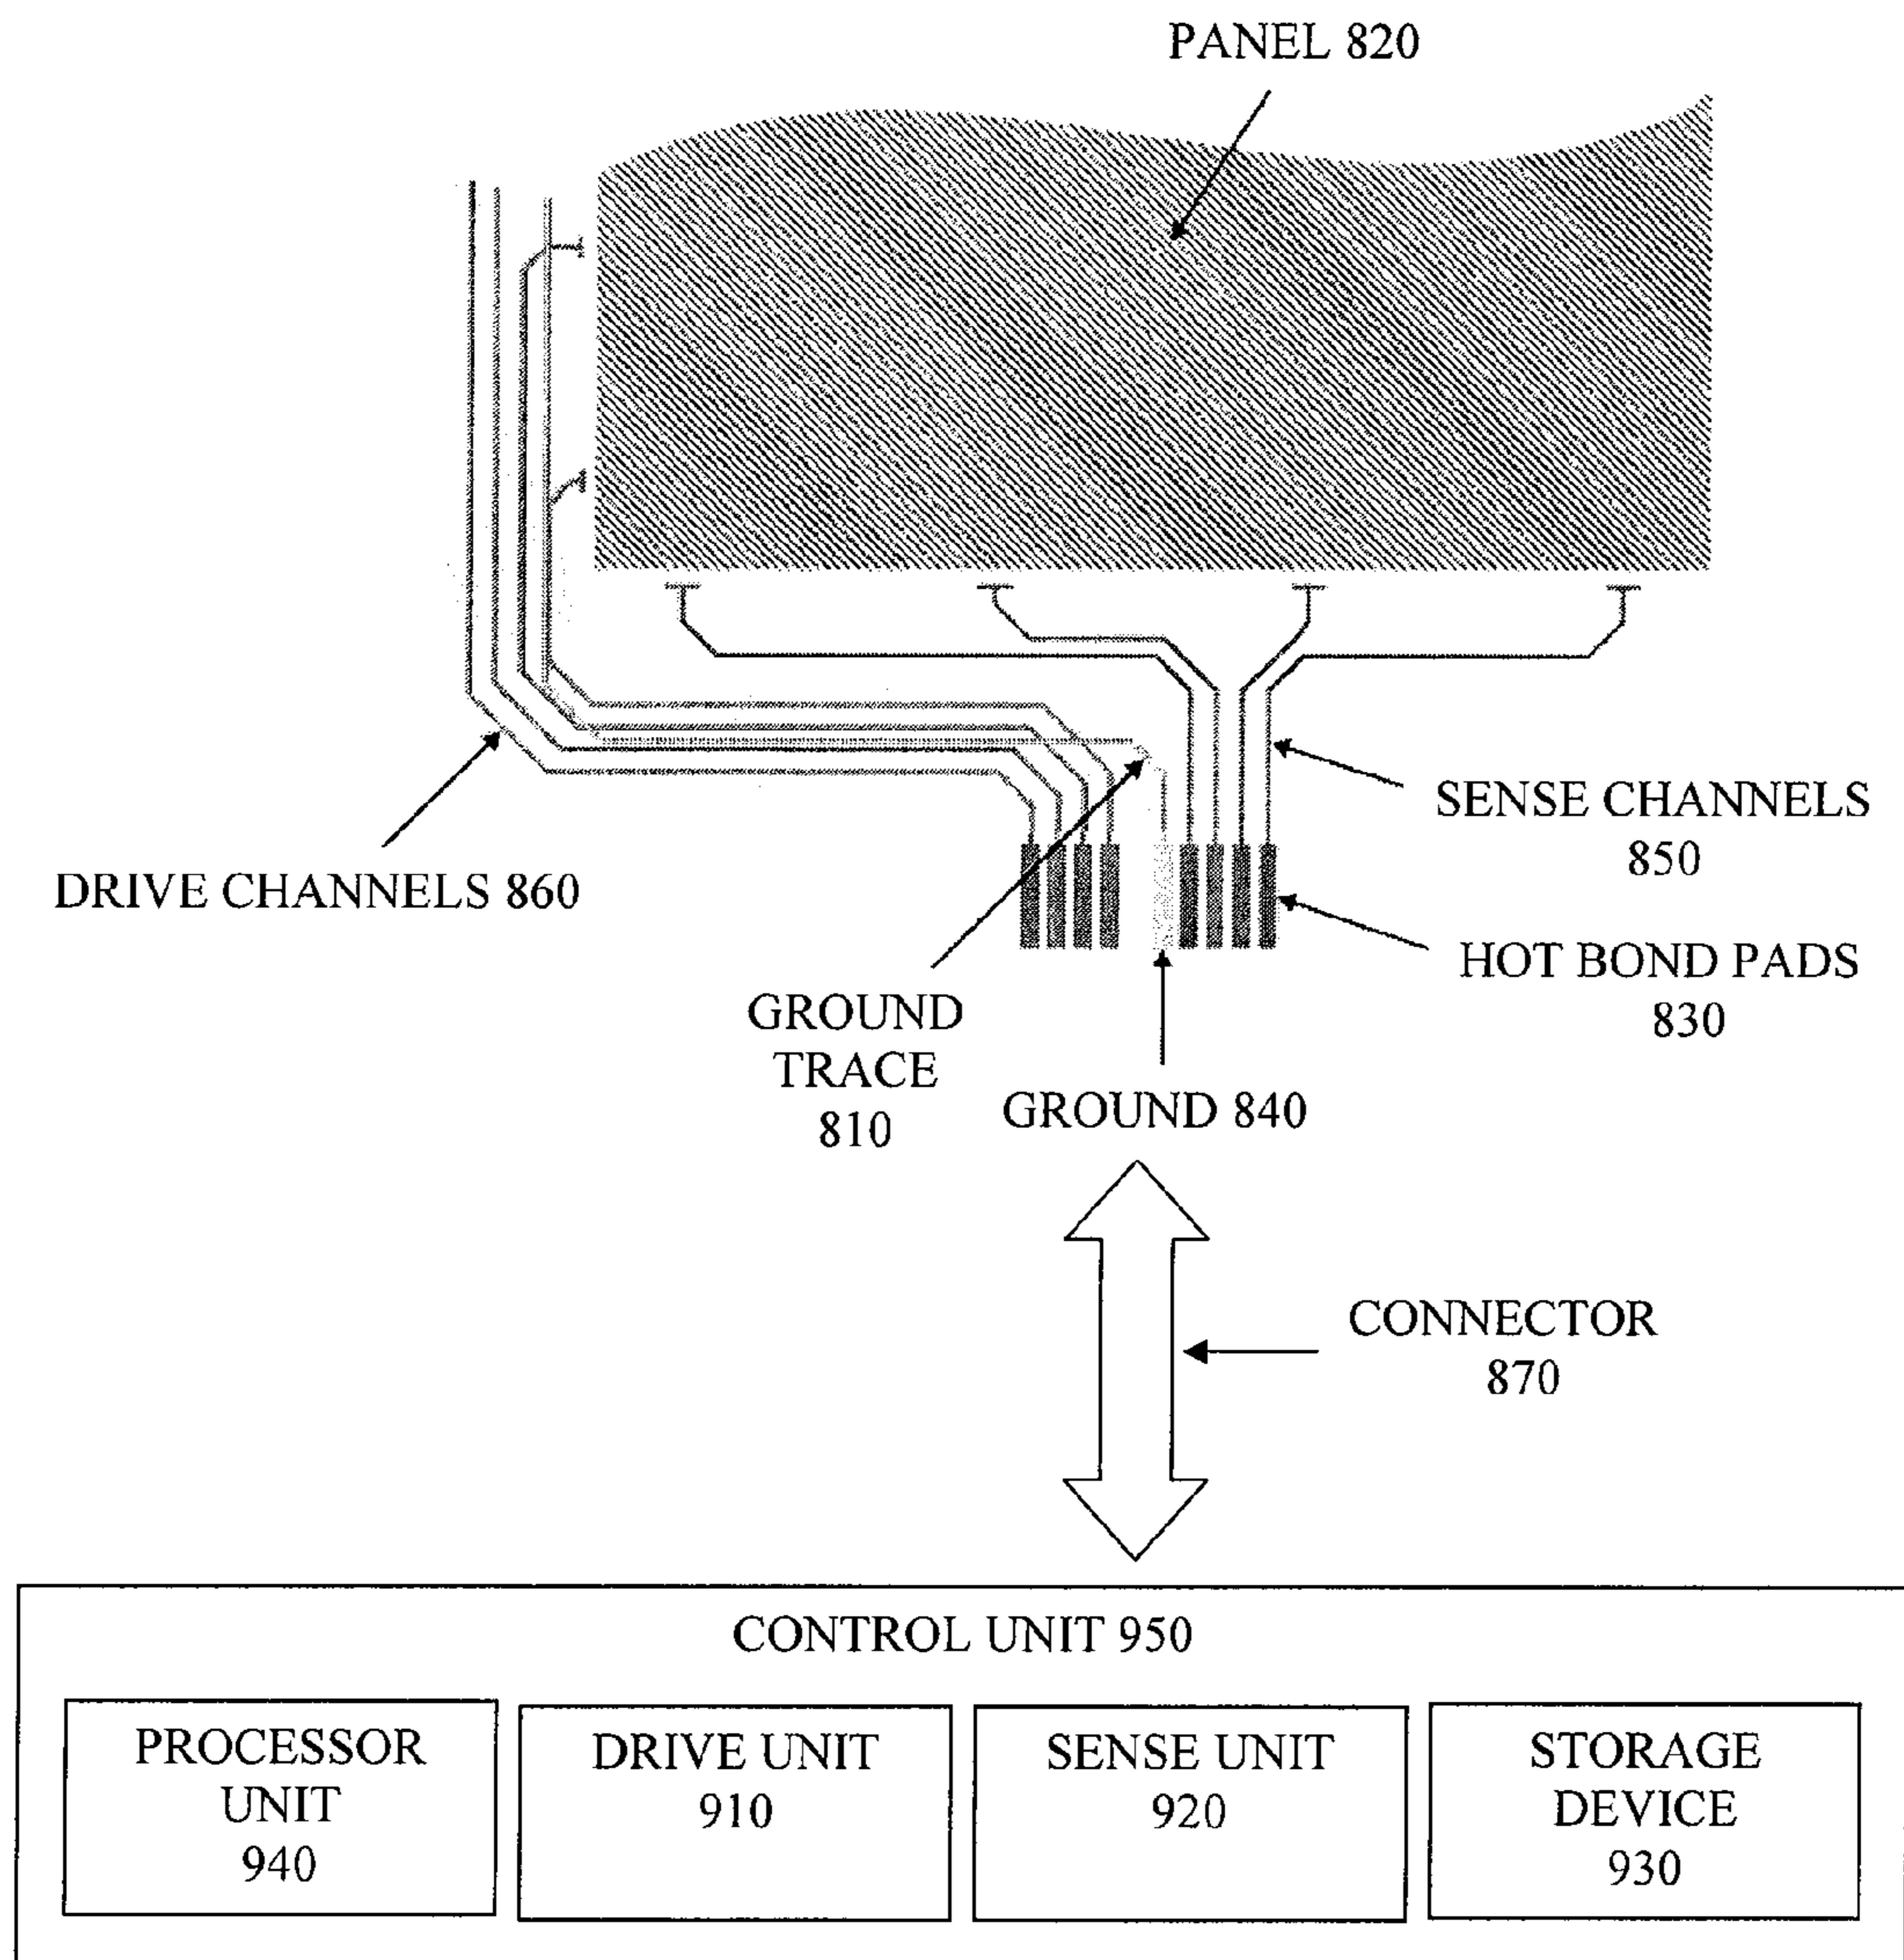 PANEL 820
SENSE CHANNELS
850
DRIVE CHANNELS 860
HOT BOND PADS
830
GROUND
TRACE
810
GROUND 840
CONNECTOR
870
CONTROL UNIT 950
PROCESSOR
UNIT
940
DRIVE UNIT
910
SENSE UNIT
920
STORAGE
DEVICE
930